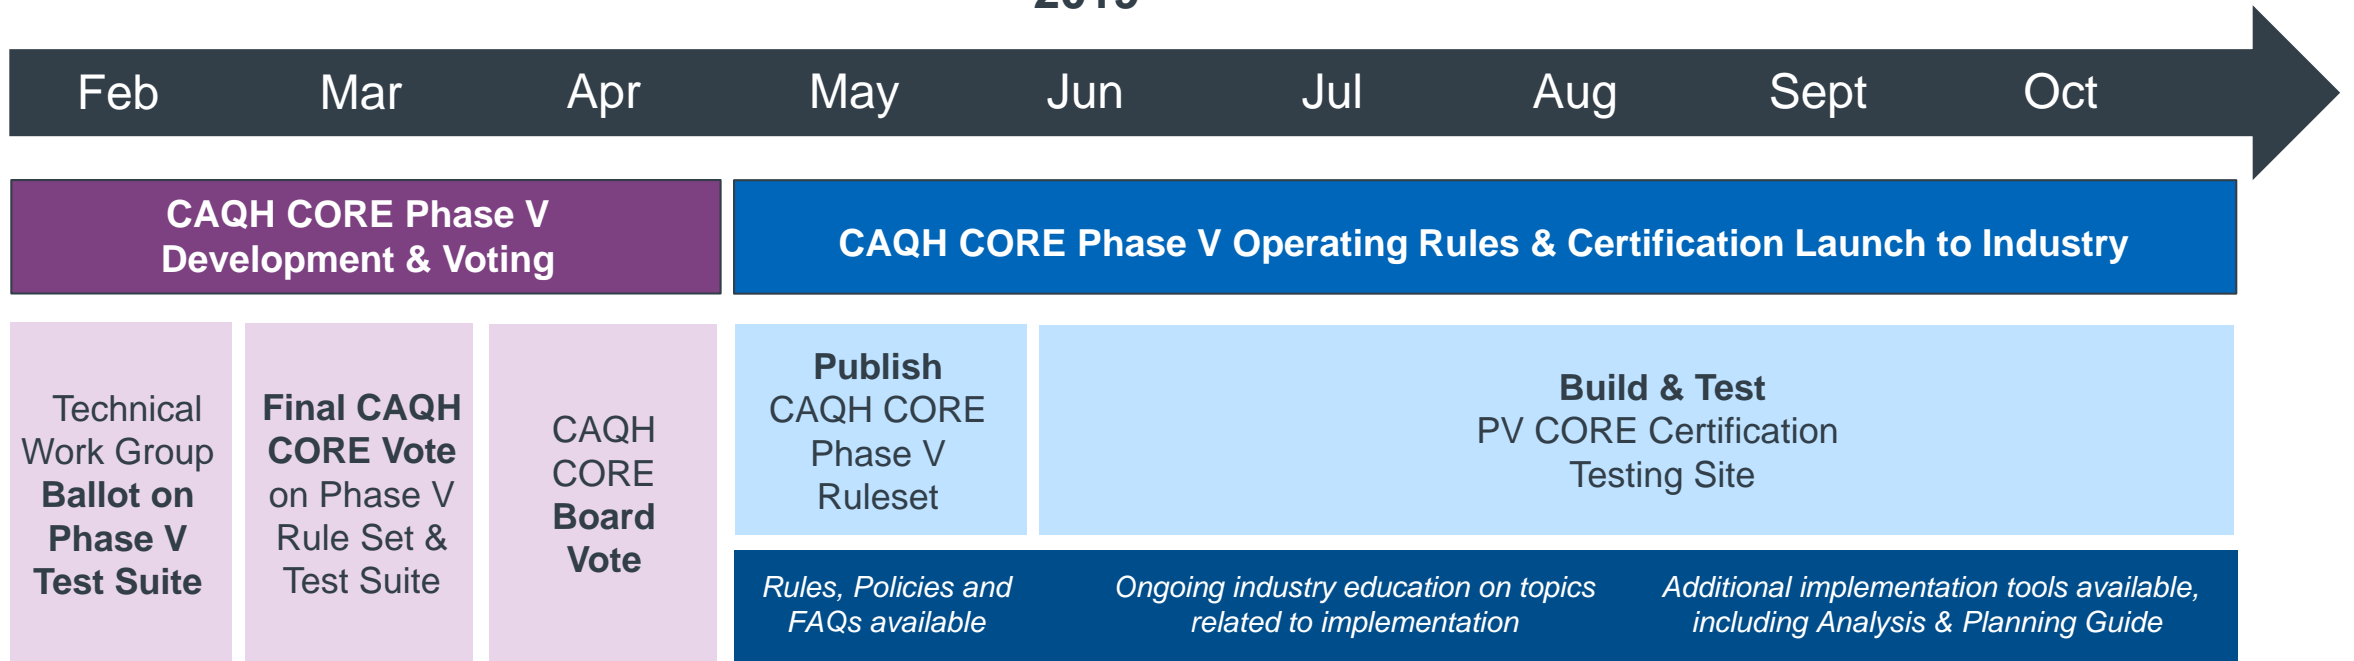 Feb Mar Apr May Jun Jul Aug Sept Oct
CAQH CORE Phase V
Development & Voting
CAQH CORE Phase V Operating Rules & Certification Launch to Industry
Technical
Work Group
Ballot on
Phase V
Test Suite
Final CAQH
CORE Vote
on Phase V
Rule Set &
Test Suite
CAQH
CORE
Board
Vote
Publish
CAQH CORE
Phase V
Ruleset
Build & Test
PV CORE Certification
Testing Site
Rules, Policies and
FAQs available
Ongoing industry education on topics
related to implementation
Additional implementation tools available,
including Analysis & Planning Guide